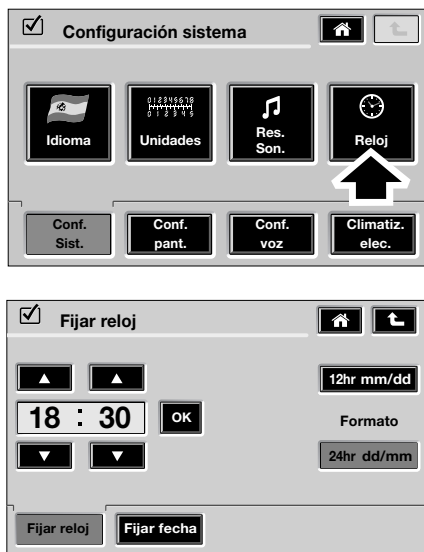 Configuración sistema
0 1 2 3 4 5 6 7 8
0 1 2 3 4 5
Idioma
Unidades
Res.
Son.
Reloj
Conf.
Sist.
Conf.
pant.
Conf.
voz
Climatiz.
elec.
Fijar reloj
12hr mm/dd
18 : 30
OK
Formato
24hr dd/mm
Fijar reloj
Fijar fecha